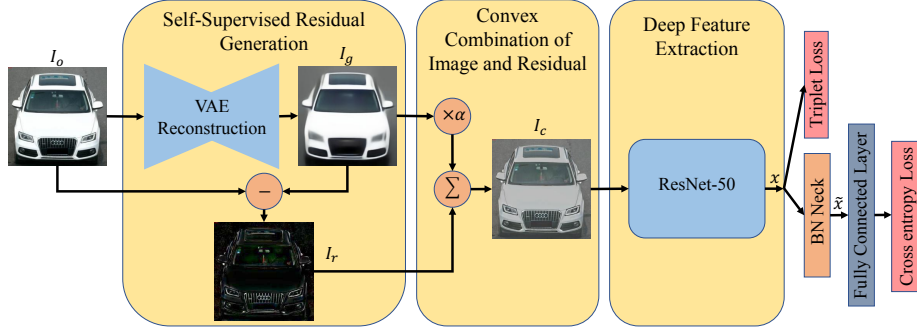 Self-Supervised Residual
Generation
Convex
Combination of
Image and Residual
Deep Feature
Extraction
I_o
VAE
Reconstruction
I_g
×α
I_c
−
∑
I_r
ResNet-50
x
Triplet Loss
BN Neck
x̃
Fully Connected Layer
Cross entropy Loss